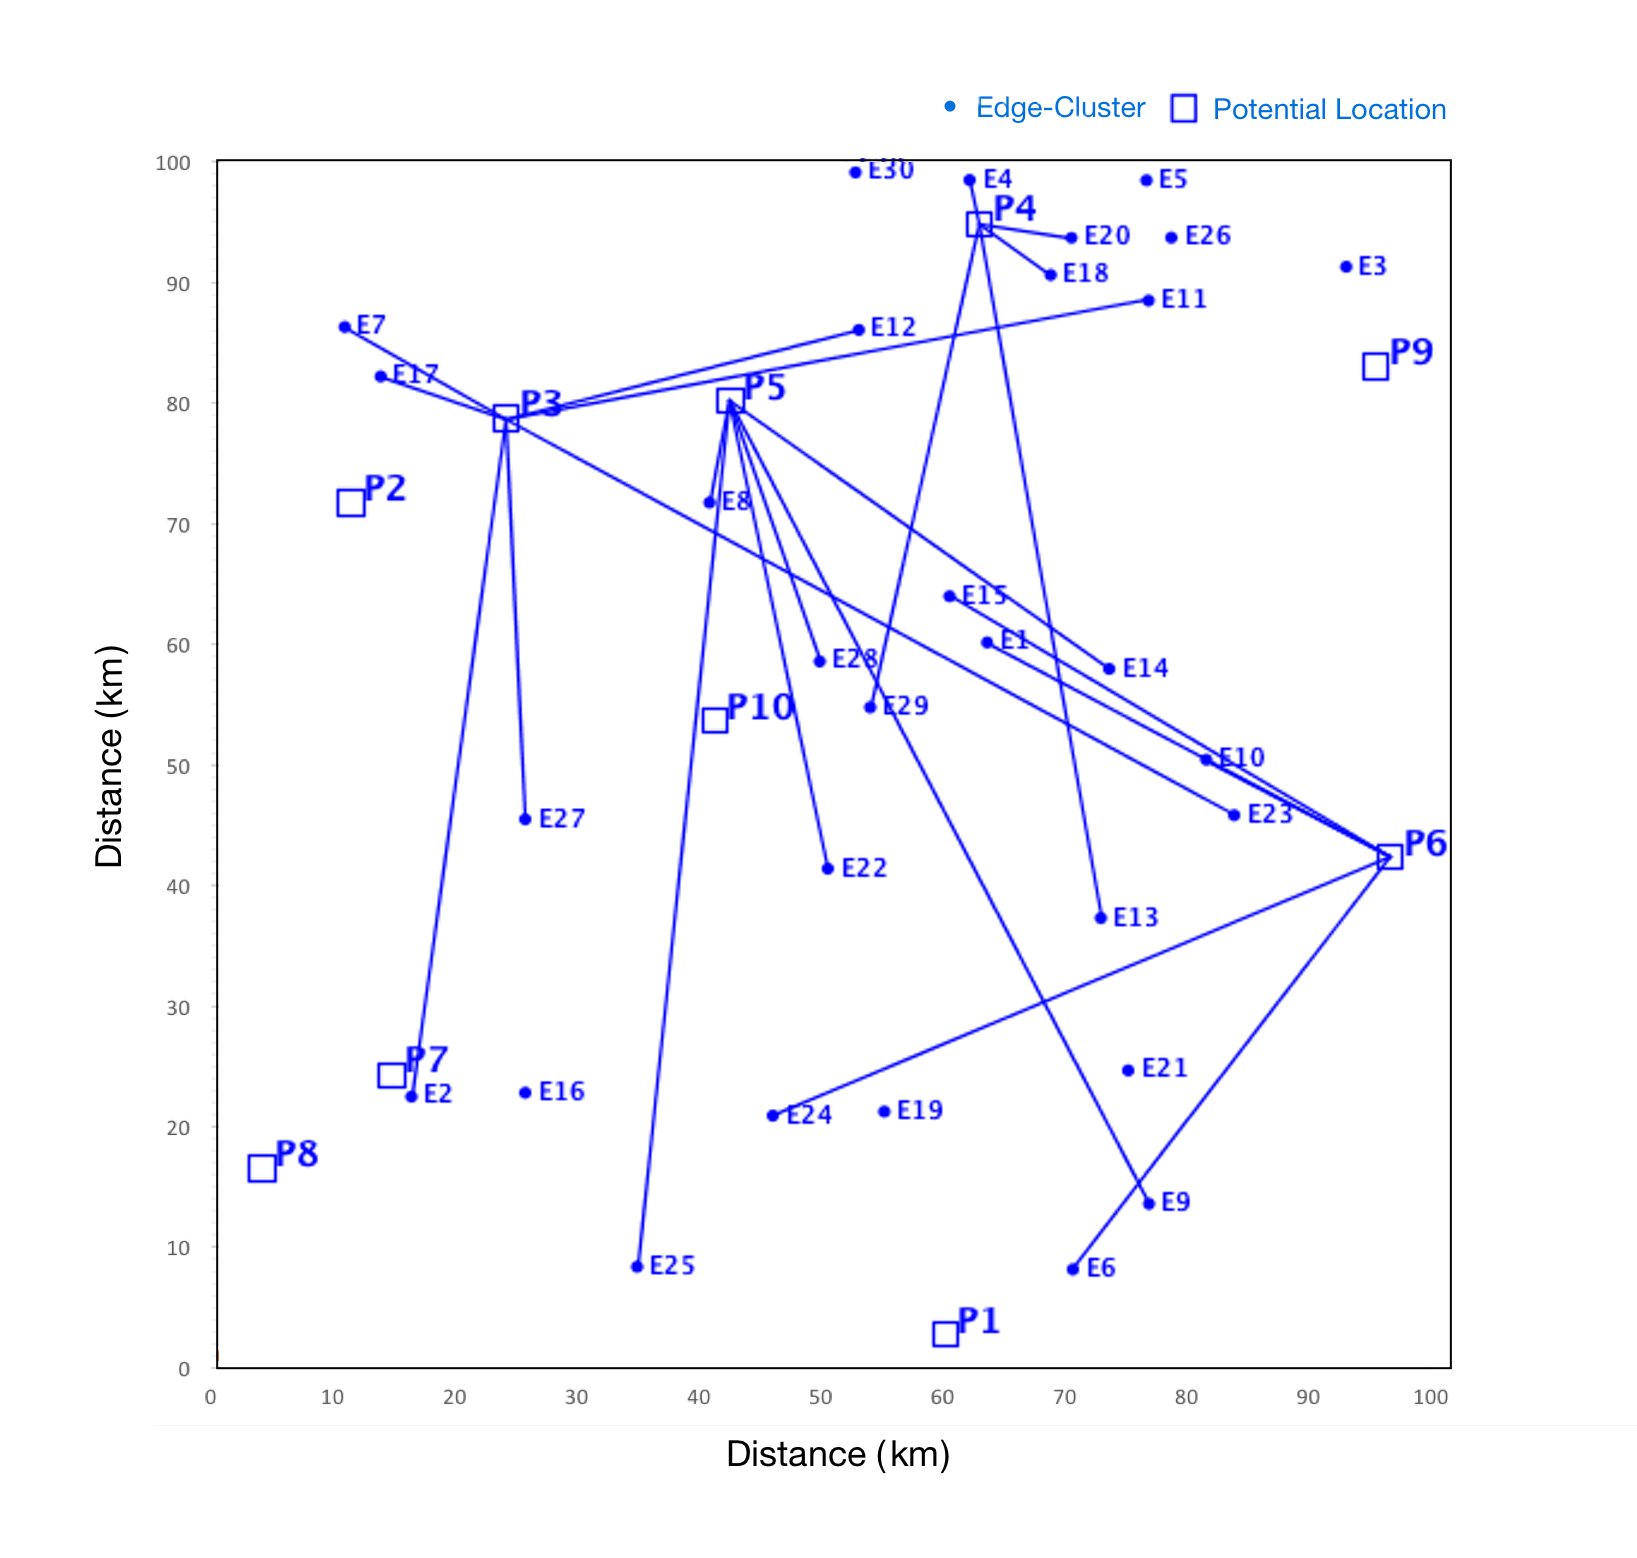 Edge-Cluster Potential Location
100
E30
E4
E5
P4
E20
E26
E18
E3
90
E11
E7
E12
P9
E17
P5
80
P3
P2
E8
70
E15
E1
60
E28
E14
P10
E29
50
E10
E27
E23
P6
E22
40
E13
30
P7
E21
E2
E16
E24
E19
20
P8
E9
10
E25
E6
P1
0
0 10 20 30 40 50 60 70 80 90 100
Distance (km)
Distance (km)